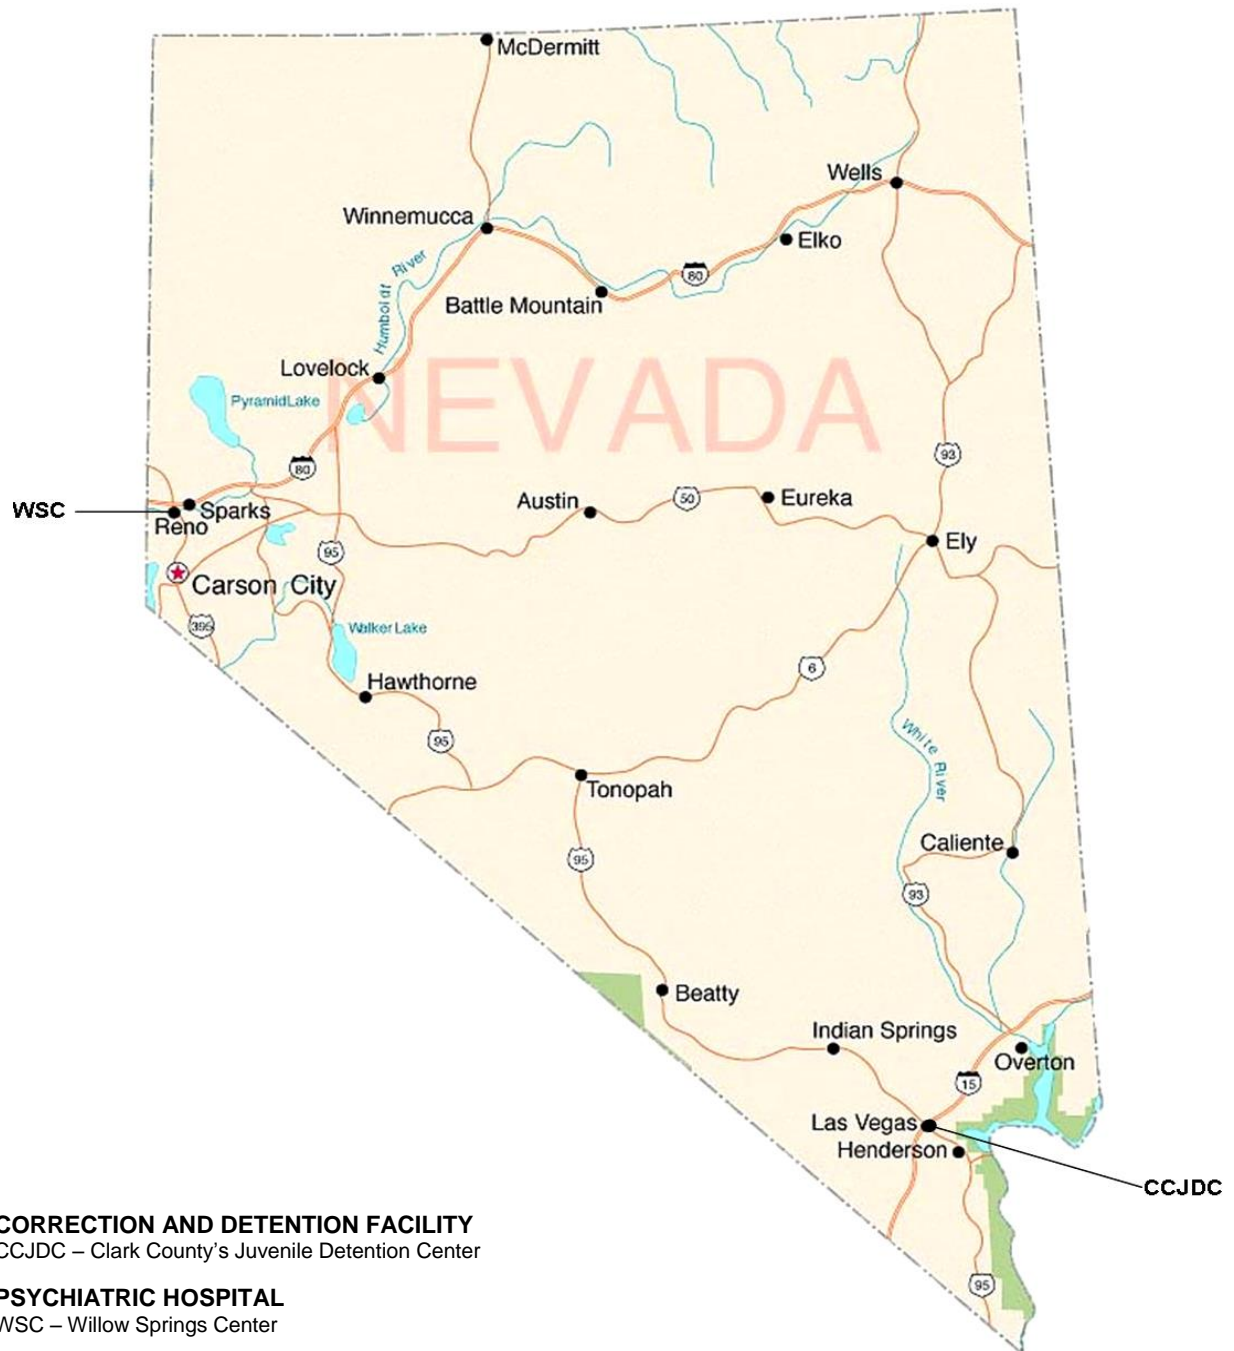 McDermitt
Wells
Winnemucca
Elko
Humboldt River
80
Battle Mountain
Lovelock
NEVADA
PyramidLake
93
80
WSC
Sparks
Reno
Austin
50
Eureka
Ely
95
Carson City
395
WalkerLake
6
Hawthorne
95
White River
Tonopah
Caliente
95
93
Beatty
Indian Springs
Overton
15
Las Vegas
Henderson
CCJDC
95
CORRECTION AND DETENTION FACILITY
CCJDC – Clark County's Juvenile Detention Center
PSYCHIATRIC HOSPITAL
WSC – Willow Springs Center